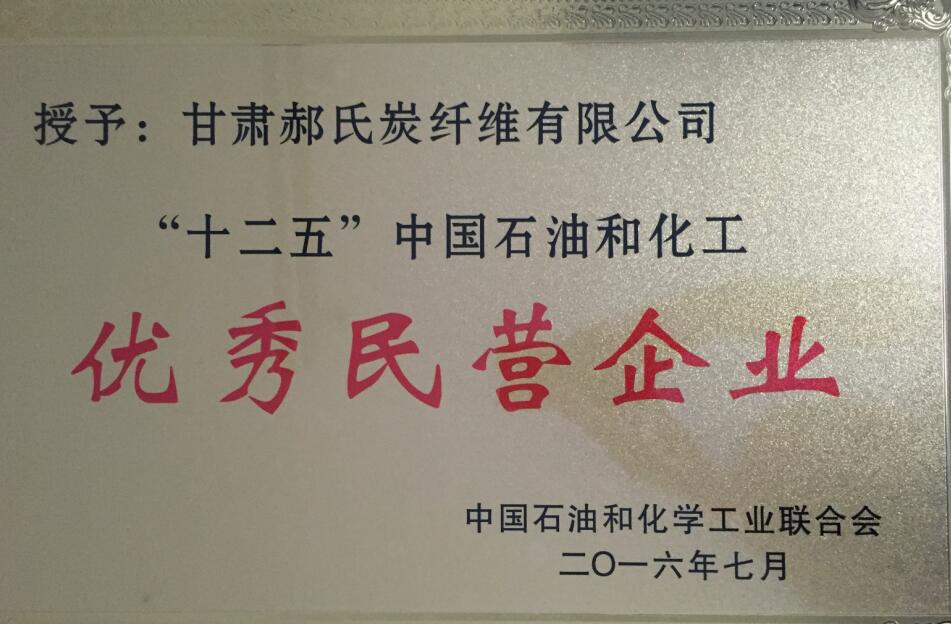 授予：甘肃郝氏炭纤维有限公司
“十二五”中国石油和化工
优秀民营企业
中国石油和化学工业联合会
二〇一六年七月